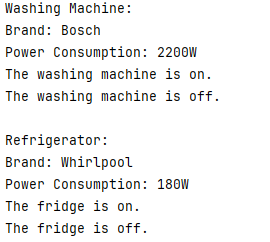 Washing Machine:
Brand: Bosch
Power Consumption: 2200W
The washing machine is on.
The washing machine is off.

Refrigerator:
Brand: Whirlpool
Power Consumption: 180W
The fridge is on.
The fridge is off.